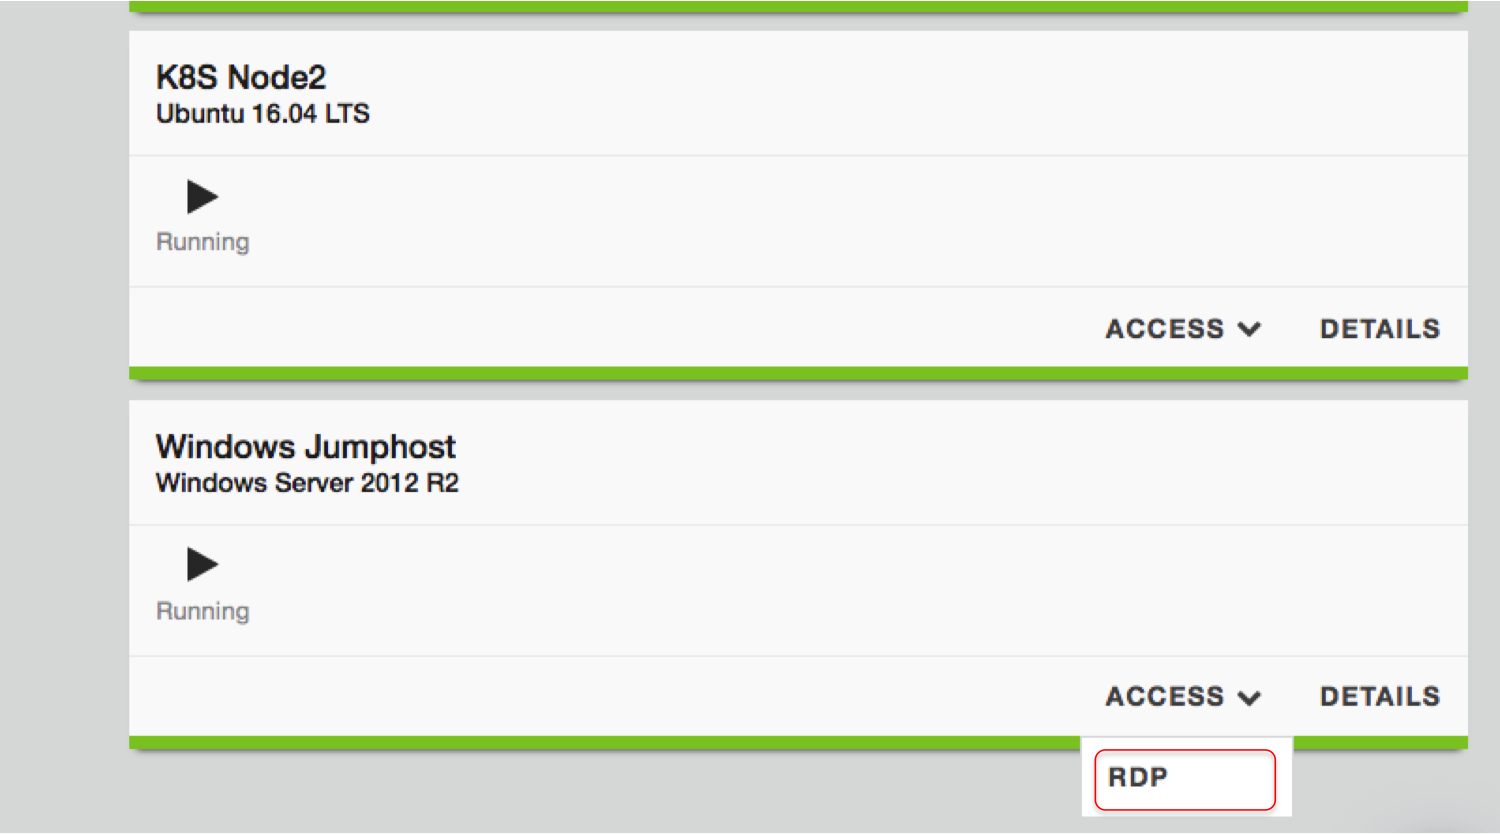 K8S Node2
Ubuntu 16.04 LTS
Running
ACCESS DETAILS
Windows Jumphost
Windows Server 2012 R2
Running
ACCESS DETAILS
RDP